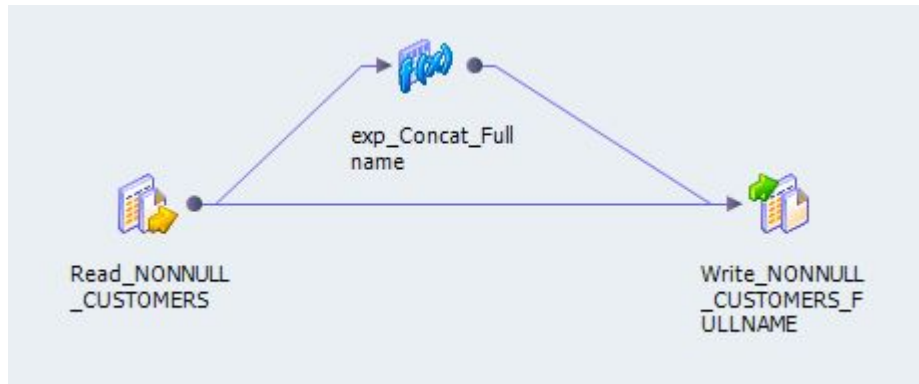 f(x)
exp_Concat_Full
name
Read_NONNULL
_CUSTOMERS
Write_NONNULL
_CUSTOMERS_F
ULLNAME